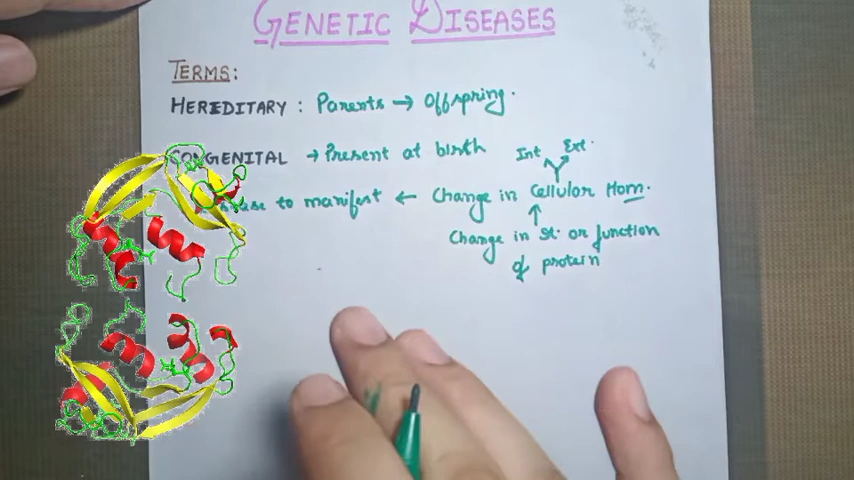 GENETIC DISEASES
TERMS:
HEREDITARY : Parents → Offspring.
CONGENITAL → Present at birth
Int Ext.
to manifest ← Change in Cellular Hom.
Change in St. or function
of protein